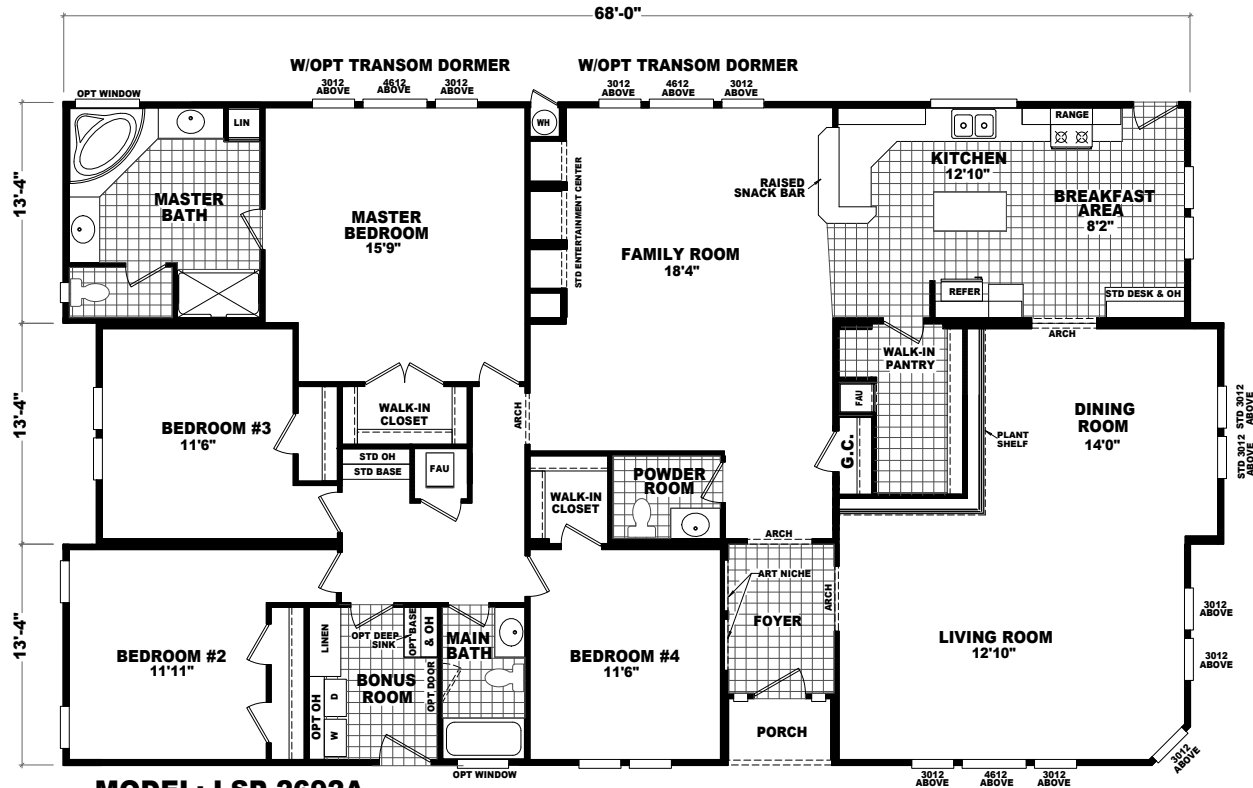 68'-0"
W/OPT TRANSOM DORMER
W/OPT TRANSOM DORMER
OPT WINDOW
3012
ABOVE
4612
ABOVE
3012
ABOVE
3012
ABOVE
4612
ABOVE
3012
ABOVE
13'-4"
13'-4"
13'-4"
LIN
WH
RANGE
MASTER
BATH
MASTER
BEDROOM
15'9"
STD ENTERTAINMENT CENTER
FAMILY ROOM
18'4"
RAISED
SNACK BAR
KITCHEN
12'10"
BREAKFAST
AREA
8'2"
REFER
STD DESK & OH
ARCH
WALK-IN
PANTRY
FAU
G.C.
PLANT
SHELF
DINING
ROOM
14'0"
STD 3012
ABOVE
STD 3012
ABOVE
BEDROOM #3
11'6"
WALK-IN
CLOSET
ARCH
STD OH
STD BASE
FAU
WALK-IN
CLOSET
POWDER
ROOM
ARCH
ART NICHE
ARCH
FOYER
PORCH
BEDROOM #2
11'11"
LINEN
OPT DEEP
SINK
OPT BASE
& OH
BONUS
ROOM
OPT OH
D
W
OPT DOOR
MAIN
BATH
OPT WINDOW
BEDROOM #4
11'6"
LIVING ROOM
12'10"
3012
ABOVE
3012
ABOVE
3012
ABOVE
3012
ABOVE
4612
ABOVE
3012
ABOVE